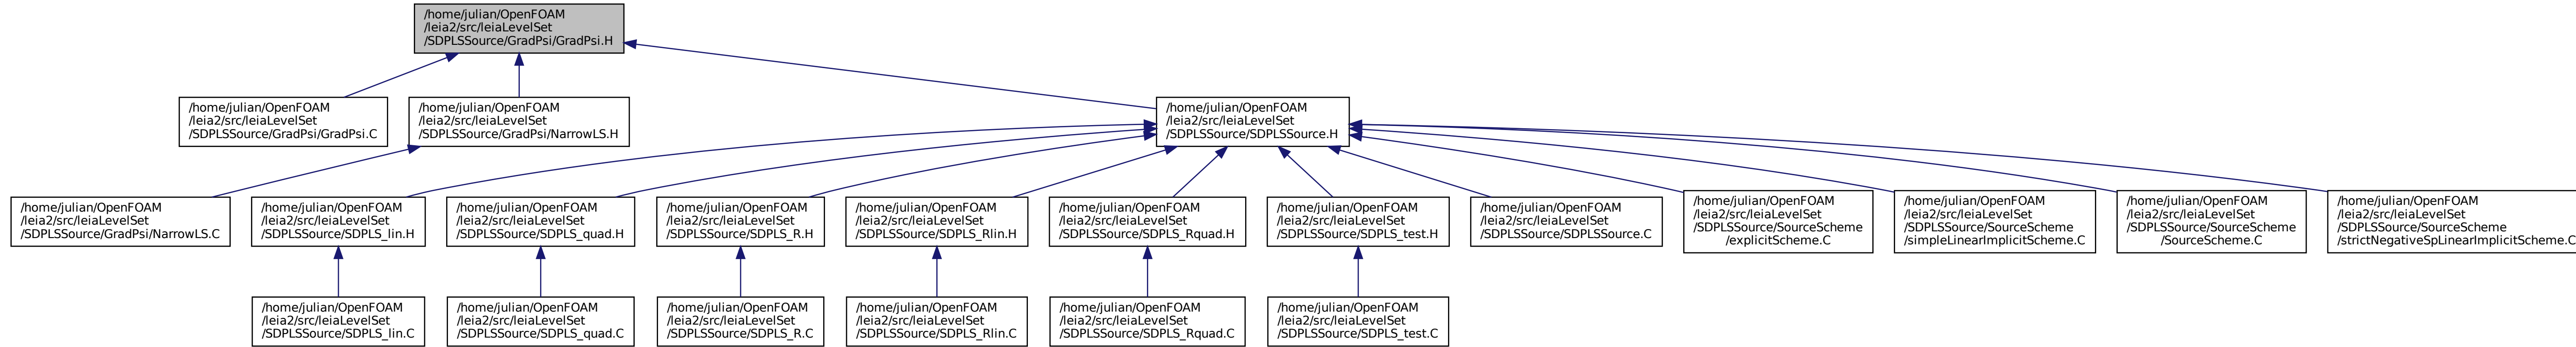 /home/julian/OpenFOAM
/leia2/src/leiaLevelSet
/SDPLSSource/GradPsi/GradPsi.H
/home/julian/OpenFOAM
/leia2/src/leiaLevelSet
/SDPLSSource/GradPsi/GradPsi.C
/home/julian/OpenFOAM
/leia2/src/leiaLevelSet
/SDPLSSource/GradPsi/NarrowLS.H
/home/julian/OpenFOAM
/leia2/src/leiaLevelSet
/SDPLSSource/SDPLSSource.H
/home/julian/OpenFOAM
/leia2/src/leiaLevelSet
/SDPLSSource/GradPsi/NarrowLS.C
/home/julian/OpenFOAM
/leia2/src/leiaLevelSet
/SDPLSSource/SDPLS_lin.H
/home/julian/OpenFOAM
/leia2/src/leiaLevelSet
/SDPLSSource/SDPLS_quad.H
/home/julian/OpenFOAM
/leia2/src/leiaLevelSet
/SDPLSSource/SDPLS_R.H
/home/julian/OpenFOAM
/leia2/src/leiaLevelSet
/SDPLSSource/SDPLS_Rlin.H
/home/julian/OpenFOAM
/leia2/src/leiaLevelSet
/SDPLSSource/SDPLS_Rquad.H
/home/julian/OpenFOAM
/leia2/src/leiaLevelSet
/SDPLSSource/SDPLS_test.H
/home/julian/OpenFOAM
/leia2/src/leiaLevelSet
/SDPLSSource/SDPLSSource.C
/home/julian/OpenFOAM
/leia2/src/leiaLevelSet
/SDPLSSource/SourceScheme
/explicitScheme.C
/home/julian/OpenFOAM
/leia2/src/leiaLevelSet
/SDPLSSource/SourceScheme
/simpleLinearImplicitScheme.C
/home/julian/OpenFOAM
/leia2/src/leiaLevelSet
/SDPLSSource/SourceScheme
/SourceScheme.C
/home/julian/OpenFOAM
/leia2/src/leiaLevelSet
/SDPLSSource/SourceScheme
/strictNegativeSpLinearImplicitScheme.C
/home/julian/OpenFOAM
/leia2/src/leiaLevelSet
/SDPLSSource/SDPLS_lin.C
/home/julian/OpenFOAM
/leia2/src/leiaLevelSet
/SDPLSSource/SDPLS_quad.C
/home/julian/OpenFOAM
/leia2/src/leiaLevelSet
/SDPLSSource/SDPLS_R.C
/home/julian/OpenFOAM
/leia2/src/leiaLevelSet
/SDPLSSource/SDPLS_Rlin.C
/home/julian/OpenFOAM
/leia2/src/leiaLevelSet
/SDPLSSource/SDPLS_Rquad.C
/home/julian/OpenFOAM
/leia2/src/leiaLevelSet
/SDPLSSource/SDPLS_test.C